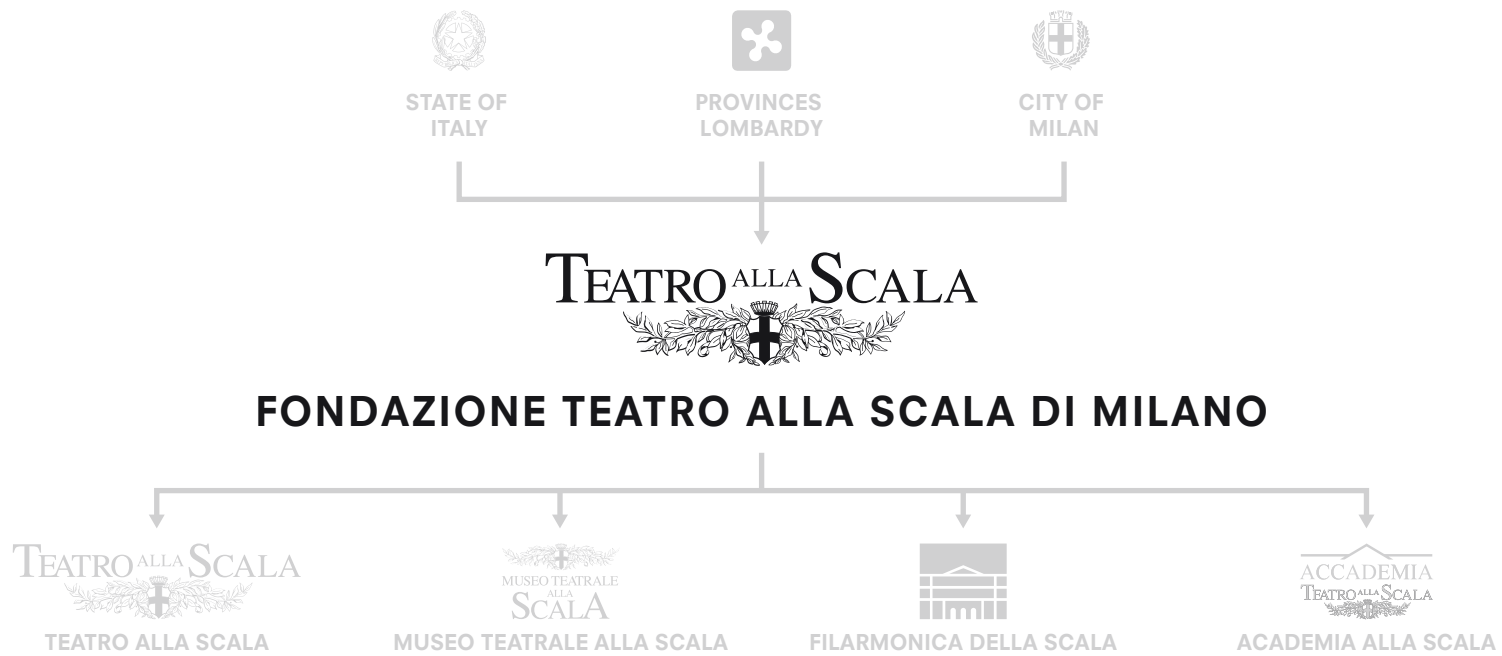 STATE OF
ITALY
PROVINCES
LOMBARDY
CITY OF
MILAN
TEATRO ALLA SCALA
FONDAZIONE TEATRO ALLA SCALA DI MILANO
TEATRO ALLA SCALA
TEATRO ALLA SCALA
MUSEO TEATRALE
ALLA
SCALA
MUSEO TEATRALE ALLA SCALA
FILARMONICA DELLA SCALA
ACCADEMIA
TEATRO ALLA SCALA
ACADEMIA ALLA SCALA